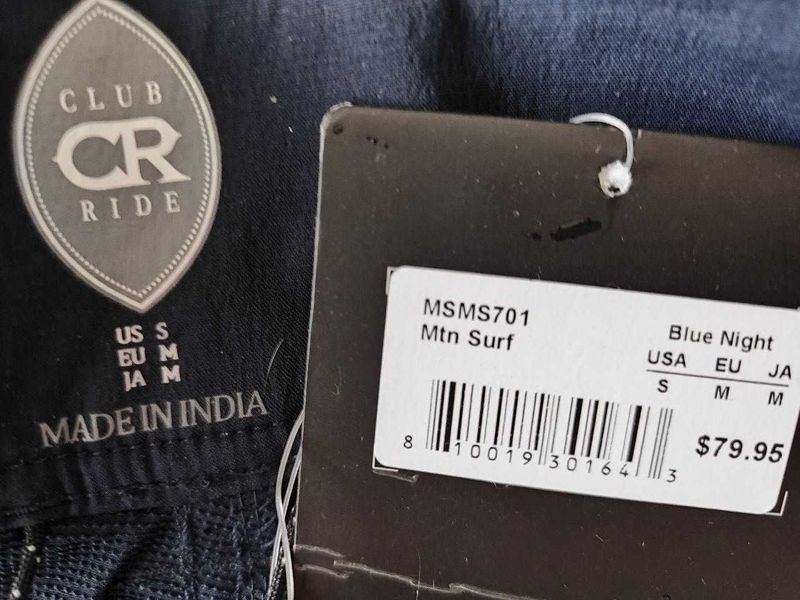 CLUB
CR
RIDE
US S
EU M
JA M
MADE IN INDIA
MSMS701
Mtn Surf
Blue Night
USA EU JA
S M M
$79.95
8 10019 30164 3